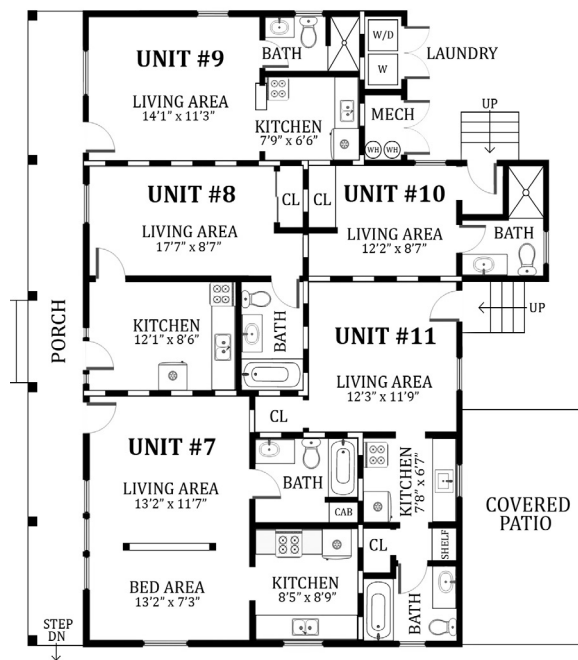 UNIT #9
LIVING AREA
14'1" x 11'3"
BATH
KITCHEN
7'9" x 6'6"
W/D
W
LAUNDRY
MECH
WH WH
UP
UNIT #8
LIVING AREA
17'7" x 8'7"
CL
CL
UNIT #10
LIVING AREA
12'2" x 8'7"
BATH
KITCHEN
12'1" x 8'6"
BATH
PORCH
UP
UNIT #11
LIVING AREA
12'3" x 11'9"
CL
UNIT #7
LIVING AREA
13'2" x 11'7"
BATH
CAB
KITCHEN
7'8" x 6'7"
COVERED
PATIO
BED AREA
13'2" x 7'3"
KITCHEN
8'5" x 8'9"
CL
SHELF
BATH
STEP
DN